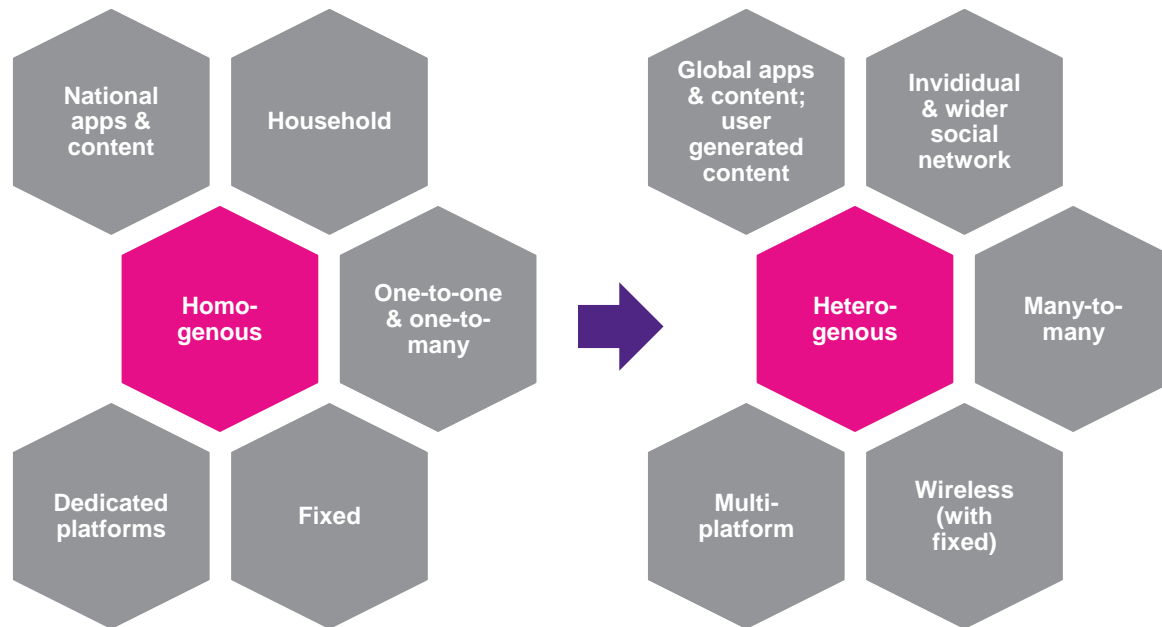 National
apps &
content
Household
Homo-
genous
One-to-one
& one-to-
many
Dedicated
platforms
Fixed
Global apps
& content;
user
generated
content
Invididual
& wider
social
network
Hetero-
genous
Many-to-
many
Multi-
platform
Wireless
(with
fixed)